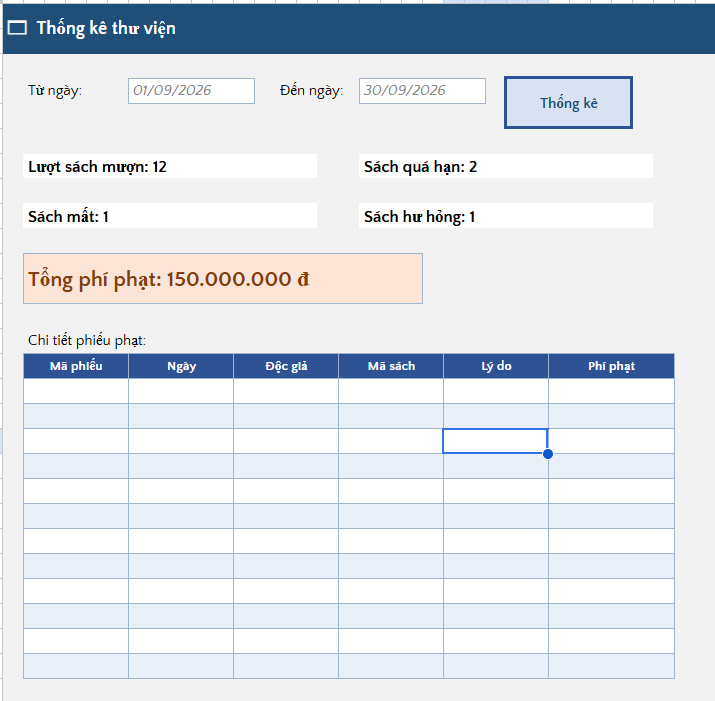 Thống kê thư viện
Từ ngày: 01/09/2026 Đến ngày: 30/09/2026 Thống kê
Lượt sách mượn: 12 Sách quá hạn: 2
Sách mất: 1 Sách hư hỏng: 1
Tổng phí phạt: 150.000.000 đ
Chi tiết phiếu phạt:
Mã phiếu Ngày Độc giả Mã sách Lý do Phí phạt